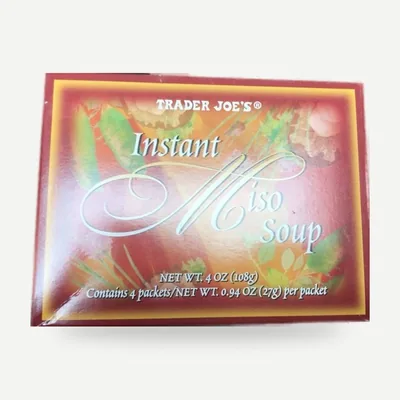 TRADER JOE'S®
Instant
Miso
Soup
NET WT. 4 OZ (108g)
Contains 4 packets/NET WT. 0.94 OZ (27g) per packet